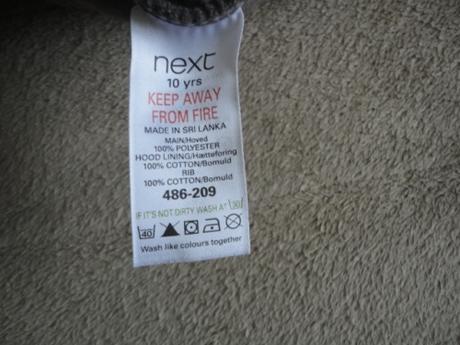 next
10 yrs
KEEP AWAY
FROM FIRE
MADE IN SRI LANKA
MAIN/Hoved
100% POLYESTER
HOOD LINING/Hætteforing
100% COTTON/Bomuld
RIB
100% COTTON/Bomuld
486-209
IF IT'S NOT DIRTY WASH AT 30
40
Wash like colours together